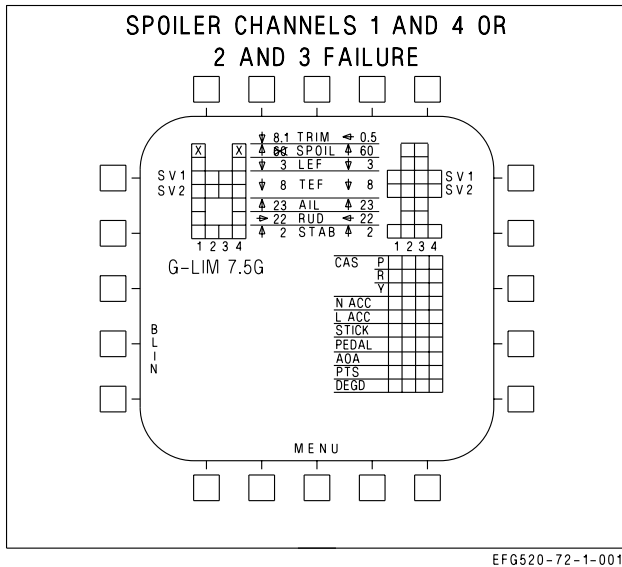 SPOILER CHANNELS 1 AND 4 OR
2 AND 3 FAILURE
8.1 TRIM 0.5
X X 60 SPOIL 60
3 LEF 3
SV1 SV1
8 TEF 8
SV2 SV2
23 AIL 23
22 RUD 22
2 STAB 2
1 2 3 4 1 2 3 4
G-LIM 7.5G
CAS P
R
Y
N ACC
L ACC
STICK
PEDAL
AOA
PTS
DEGD
B
L
I
N
MENU
EFG520-72-1-001